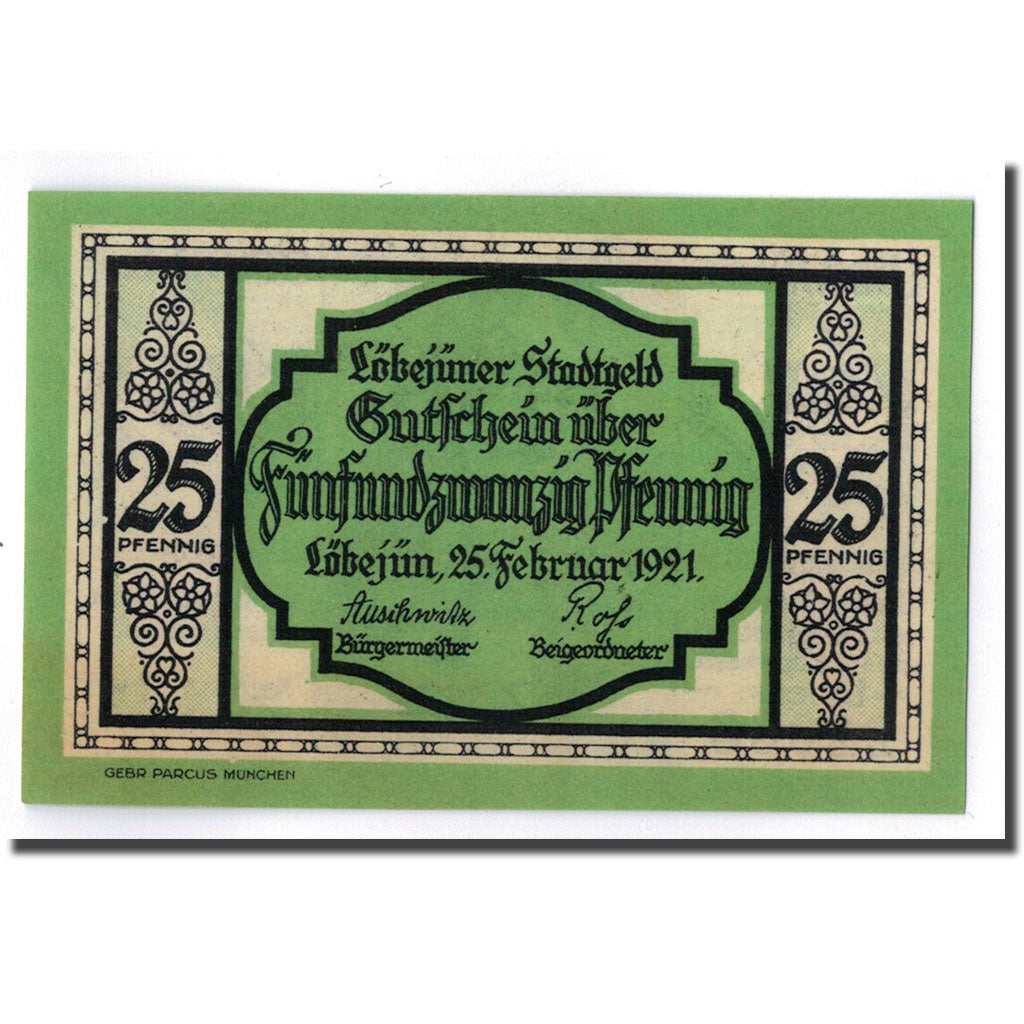 Löbejüner Stadtgeld
Gutschein über
Fünfundzwanzig Pfennig
Löbejün, 25. Februar 1921.
Bürgermeister
Beigeordneter
25
PFENNIG
25
PFENNIG
GEBR PARCUS MÜNCHEN